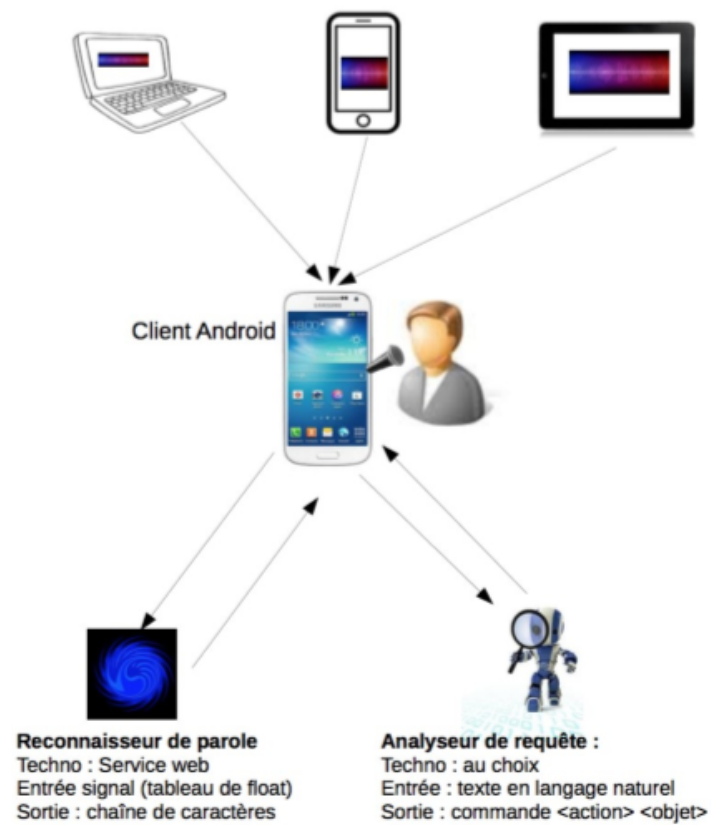 Client Android
SAMSUNG
Reconnaisseur de parole
Techno : Service web
Entrée signal (tableau de float)
Sortie : chaîne de caractères
Analyseur de requête :
Techno : au choix
Entrée : texte en langage naturel
Sortie : commande <action> <objet>